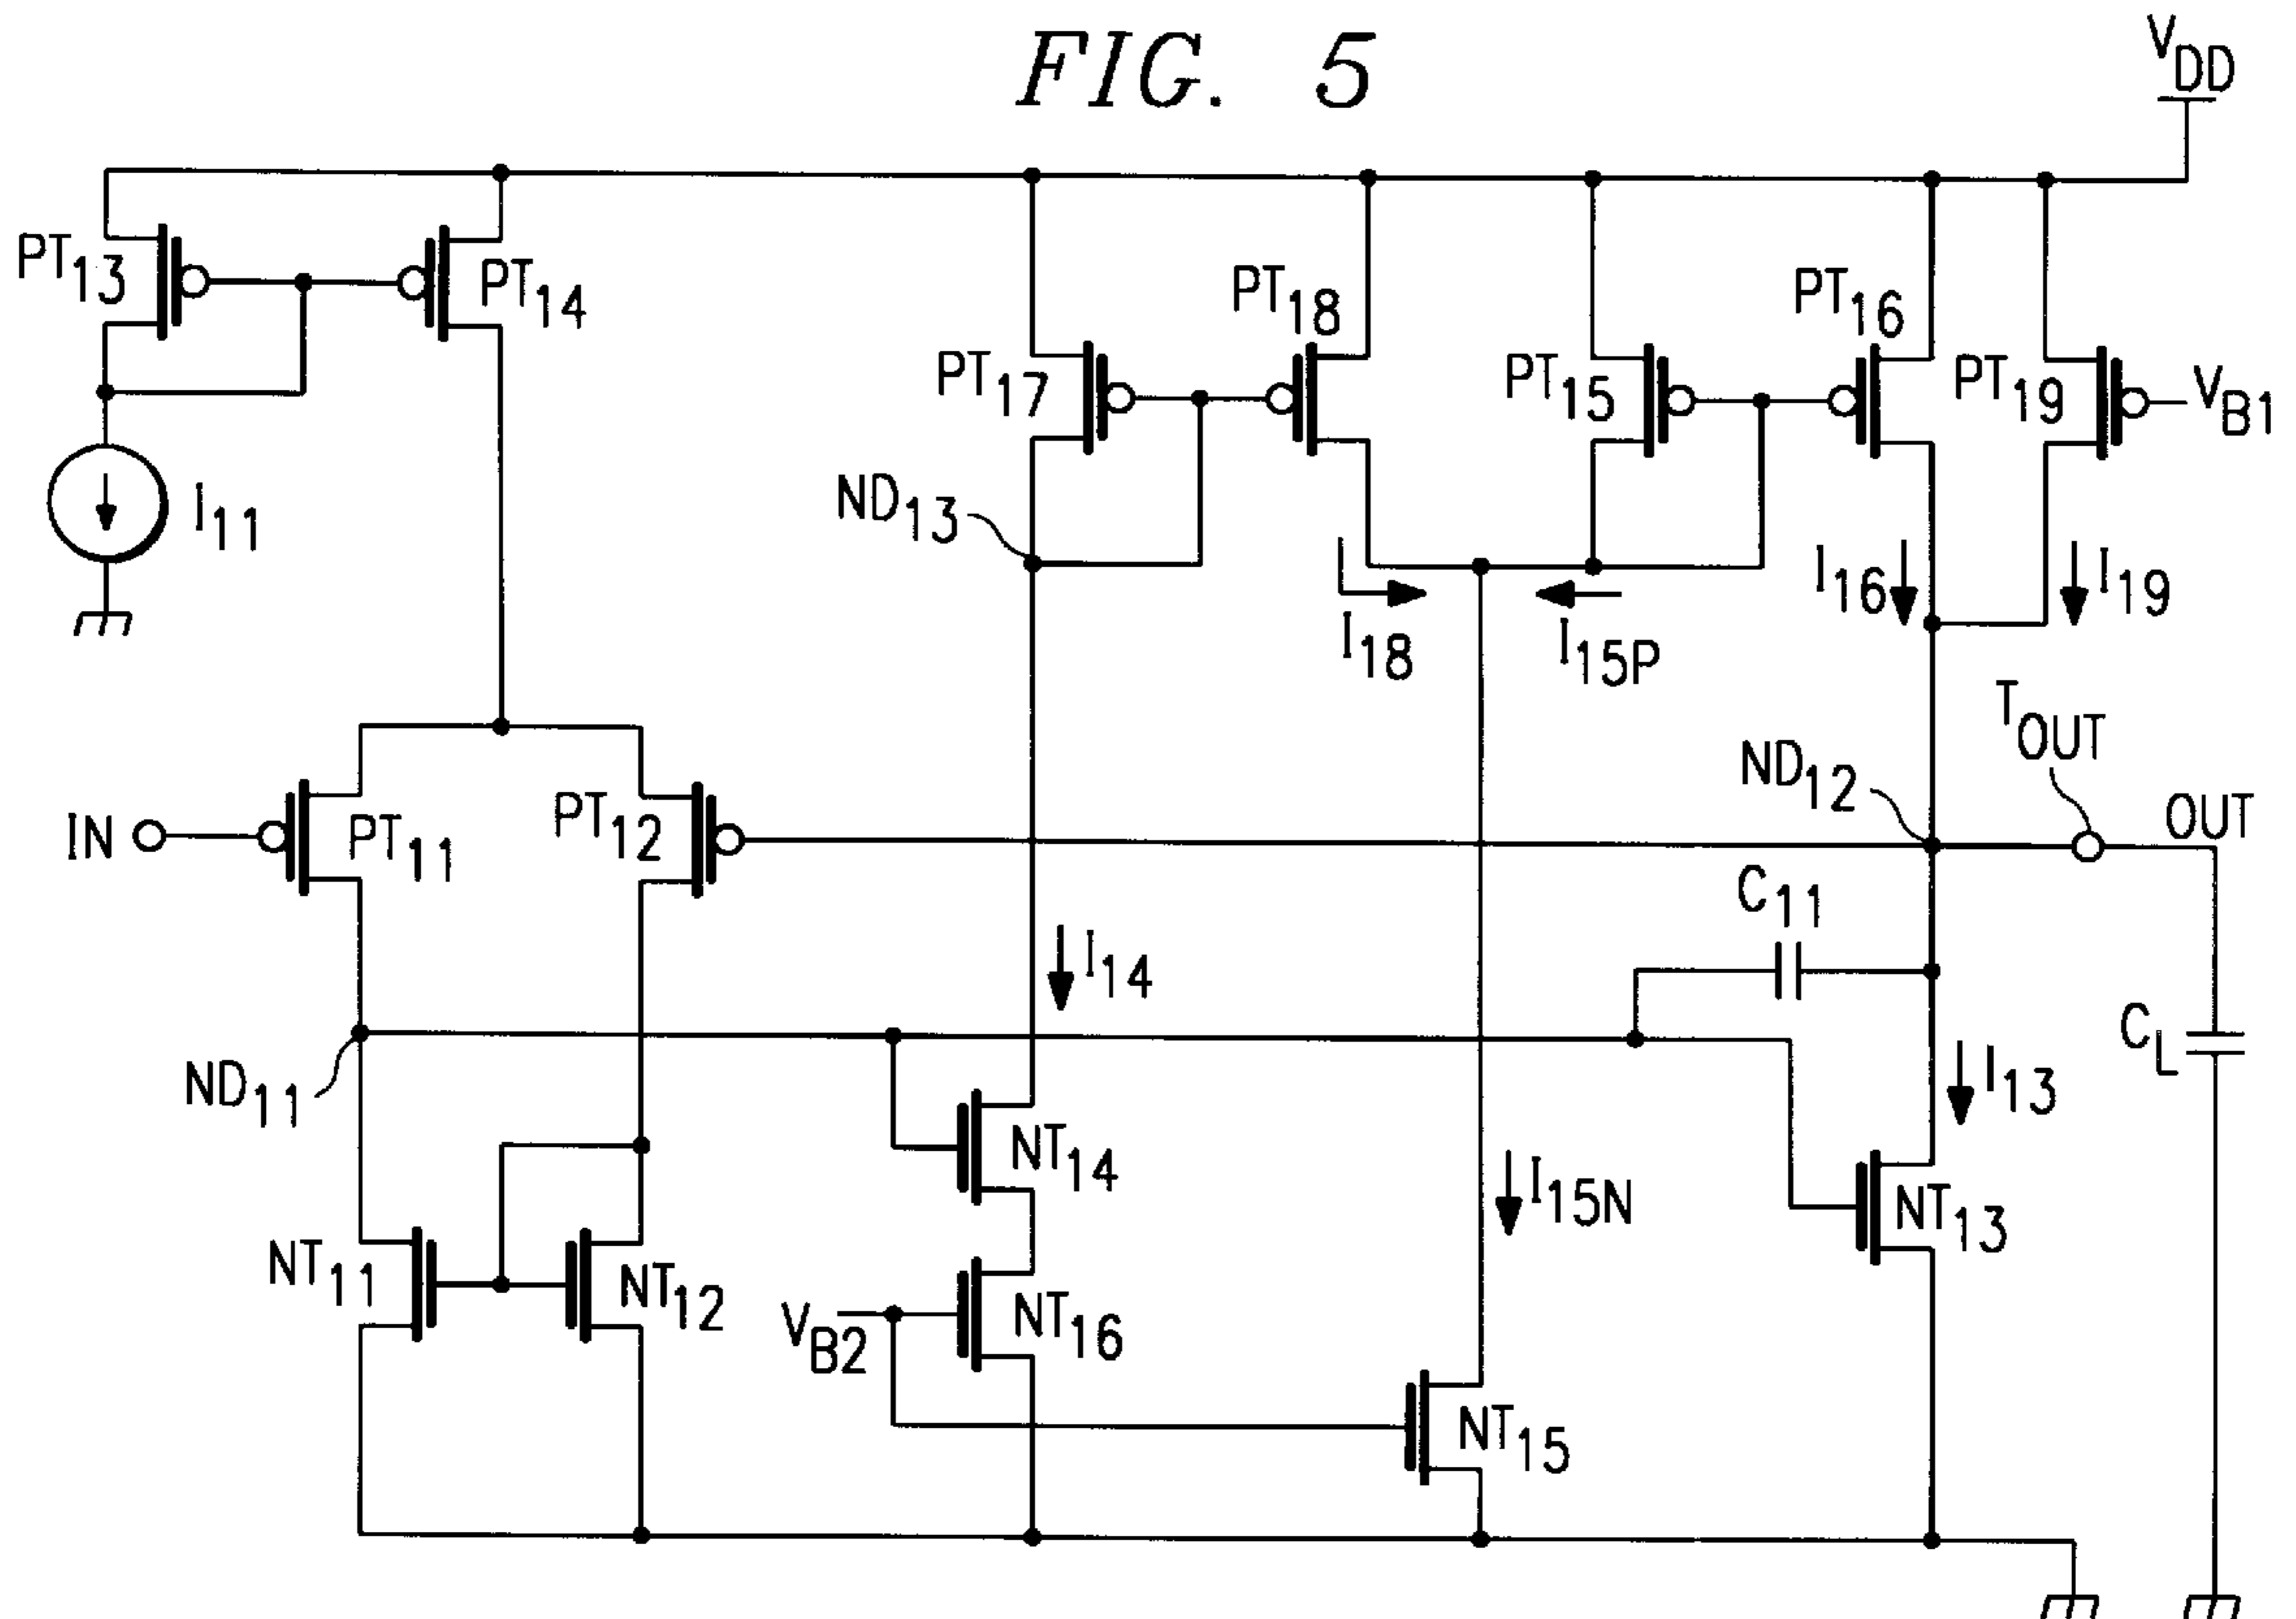 FIG. 5
VDD
PT13
PT14
PT17
PT18
PT15
PT16
PT19
VB1
I11
ND13
I18
I15P
I16
I19
TOUT
ND12
OUT
IN
PT11
PT12
C11
I14
CL
ND11
I13
NT14
I15N
NT13
NT11
NT12
VB2
NT16
NT15